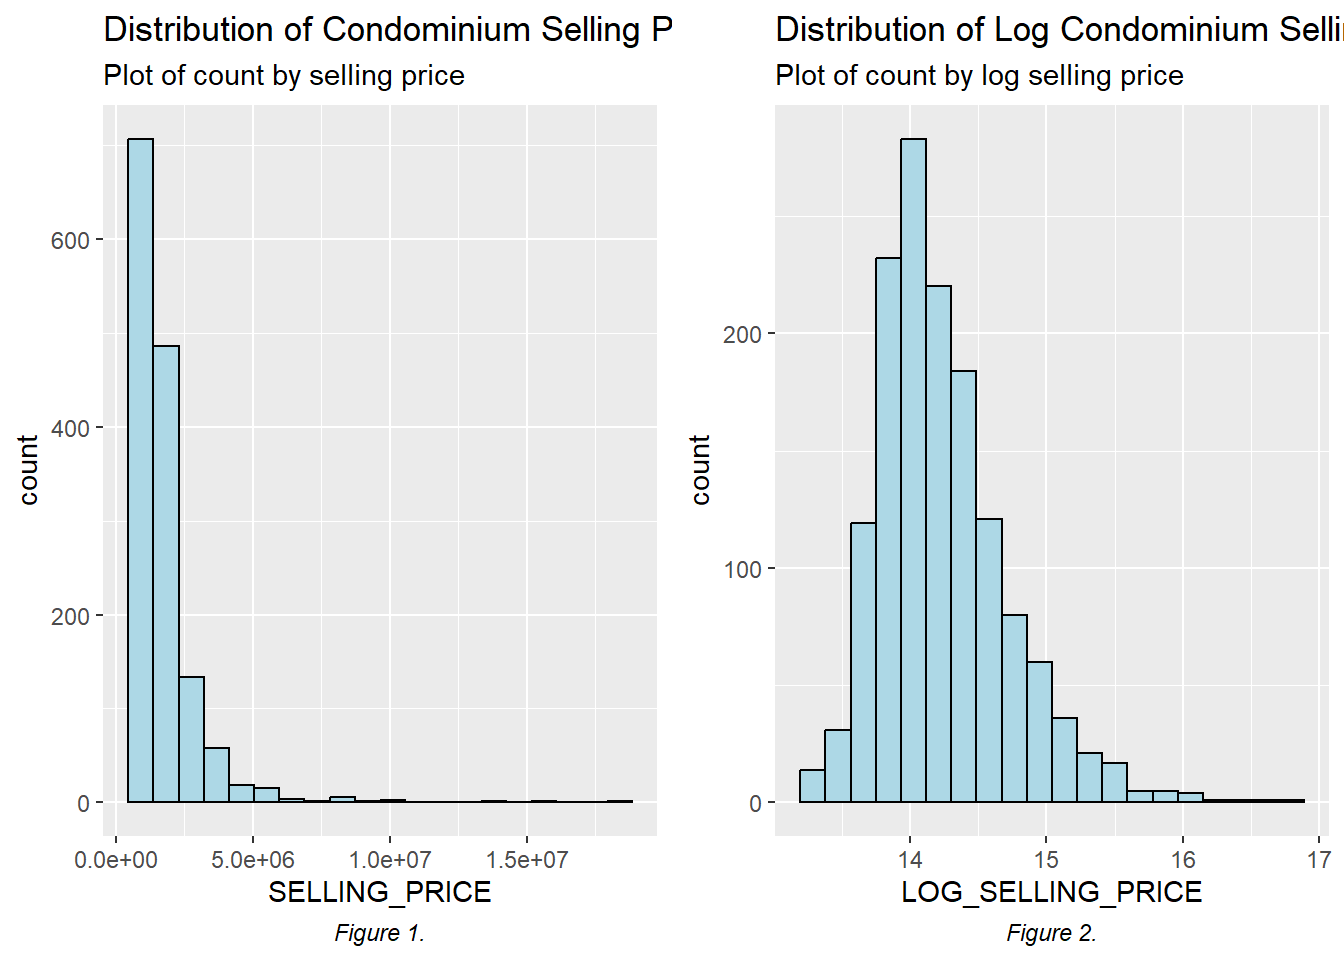 Distribution of Condominium Selling P
Plot of count by selling price
600
400
200
0
count
0.0e+00 5.0e+06 1.0e+07 1.5e+07
SELLING_PRICE
Figure 1.
Distribution of Log Condominium Selli
Plot of count by log selling price
200
100
0
count
14 15 16 17
LOG_SELLING_PRICE
Figure 2.